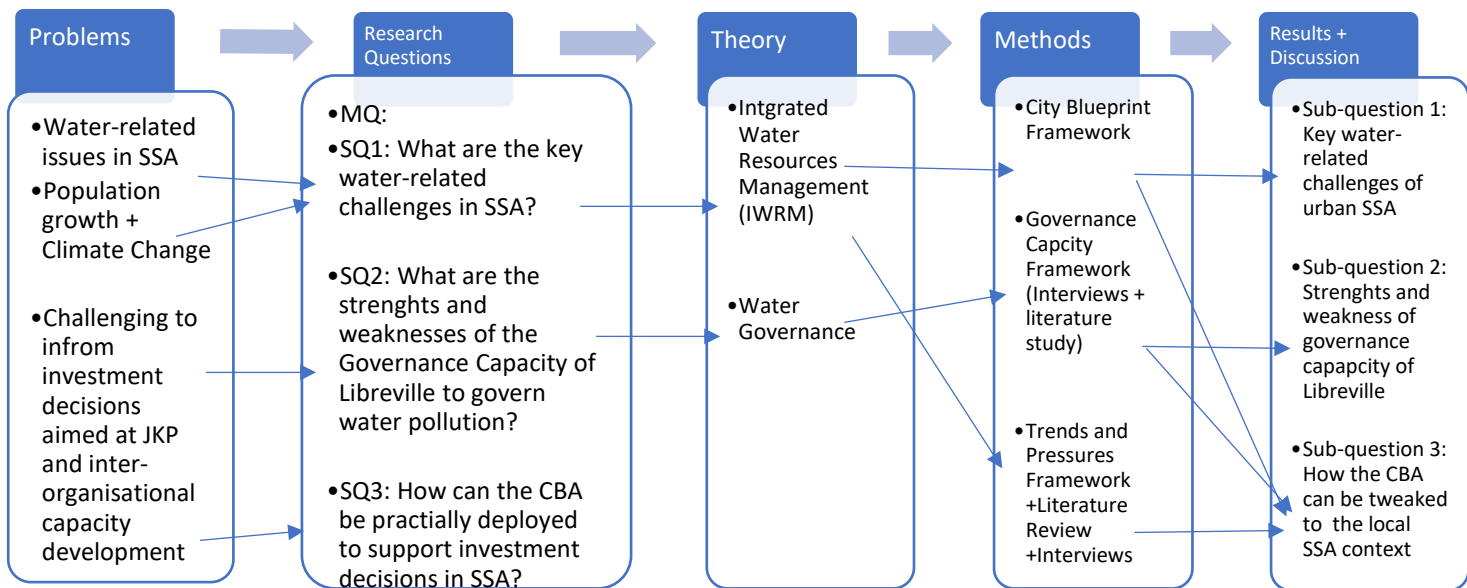 Problems
•Water-related
issues in SSA
•Population
growth +
Climate Change
•Challenging to
infrom
investment
decisions
aimed at JKP
and inter-
organisational
capacity
development
Research
Questions
•MQ:
•SQ1: What are the key
water-related
challenges in SSA?
•SQ2: What are the
strenghts and
weaknesses of the
Governance Capacity of
Libreville to govern
water pollution?
•SQ3: How can the CBA
be practially deployed
to support investment
decisions in SSA?
Theory
•Intgrated
Water
Resources
Management
(IWRM)
•Water
Governance
Methods
•City Blueprint
Framework
•Governance
Capcity
Framework
(Interviews +
literature
study)
•Trends and
Pressures
Framework
+Literature
Review
+Interviews
Results +
Discussion
•Sub-question 1:
Key water-
related
challenges of
urban SSA
•Sub-question 2:
Strenghts and
weakness of
governance
capapcity of
Libreville
•Sub-question 3:
How the CBA
can be tweaked
to the local
SSA context